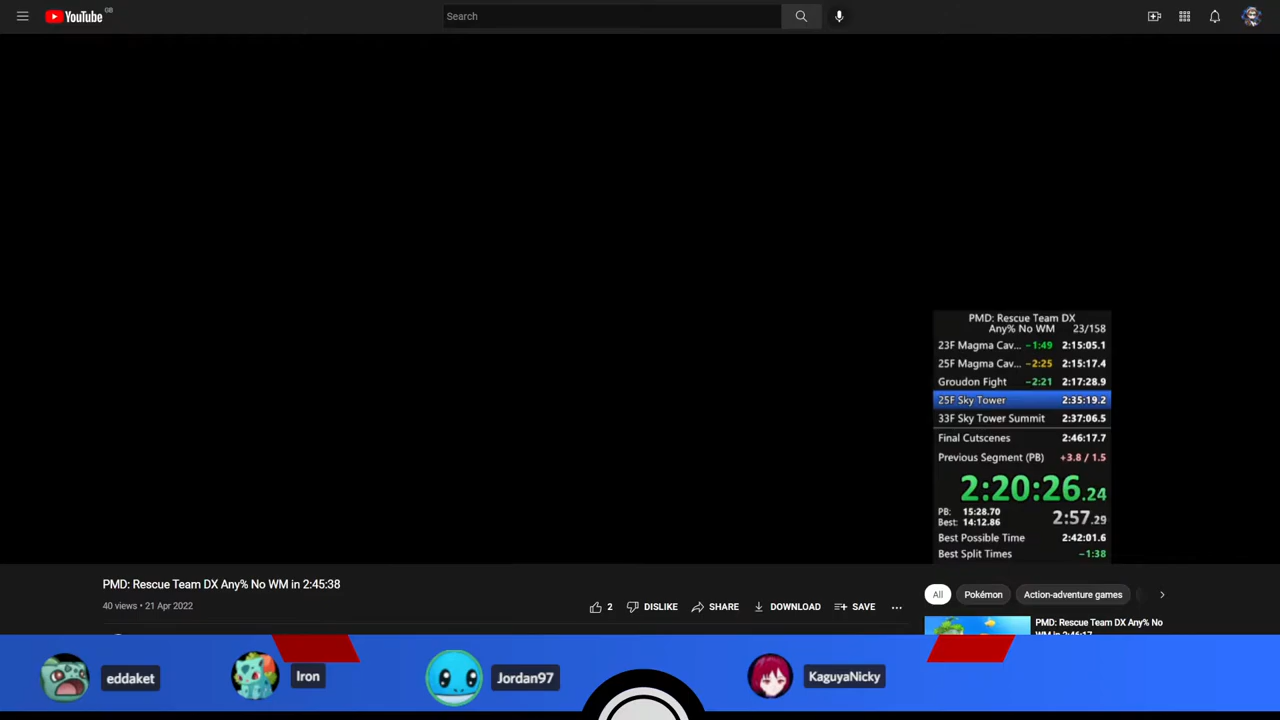 YouTube GB
Search
PMD: Rescue Team DX
Any% No WM 23/158
23F Magma Cav... −1:49 2:15:05.1
25F Magma Cav... −2:25 2:15:17.4
Groudon Fight −2:21 2:17:28.9
25F Sky Tower 2:35:19.2
33F Sky Tower Summit 2:37:06.5
Final Cutscenes 2:46:17.7
Previous Segment (PB) +3.8 / 1.5
2:20:26.24
PB: 15:28.70
Best: 14:12.86 2:57.29
Best Possible Time 2:42:01.6
Best Split Times −1:38
PMD: Rescue Team DX Any% No WM in 2:45:38
40 views • 21 Apr 2022
2 DISLIKE SHARE DOWNLOAD SAVE ...
All Pokémon Action-adventure games
PMD: Rescue Team DX Any% No
WM in 2:46:17
eddaket Iron Jordan97 KaguyaNicky